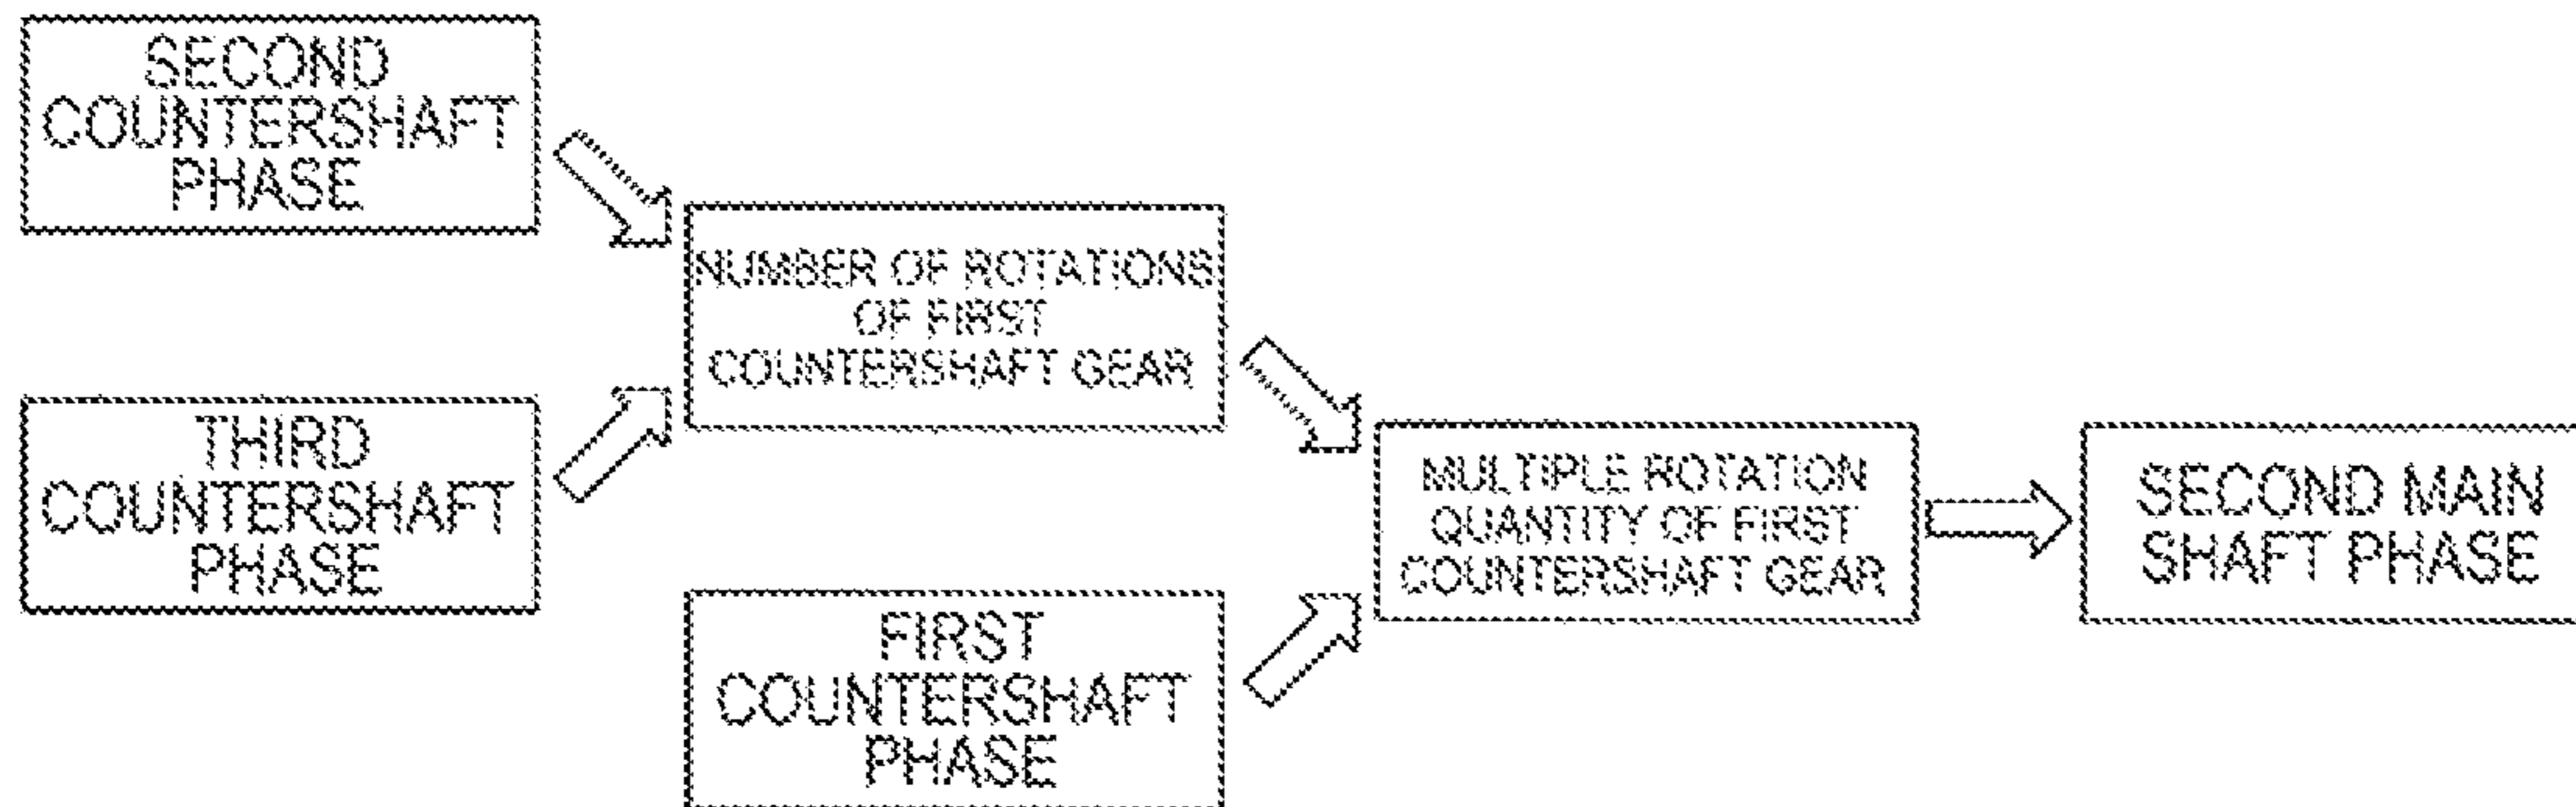 SECOND
COUNTERSHAFT
PHASE
THIRD
COUNTERSHAFT
PHASE
NUMBER OF ROTATIONS
OF FIRST
COUNTERSHAFT GEAR
FIRST
COUNTERSHAFT
PHASE
MULTIPLE ROTATION
QUANTITY OF FIRST
COUNTERSHAFT GEAR
SECOND MAIN
SHAFT PHASE